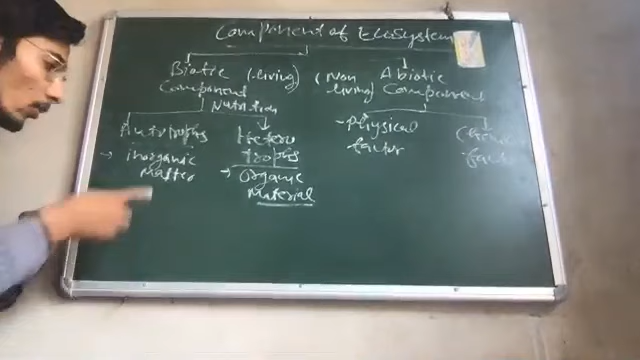 Component of Ecosystem
Biotic (living)
Component
(Non living)
Abiotic
Component
Nutrition
Autotrophs
→ inorganic
matter
Hetero
trophs
→ Organic
Material
- Physical
factor